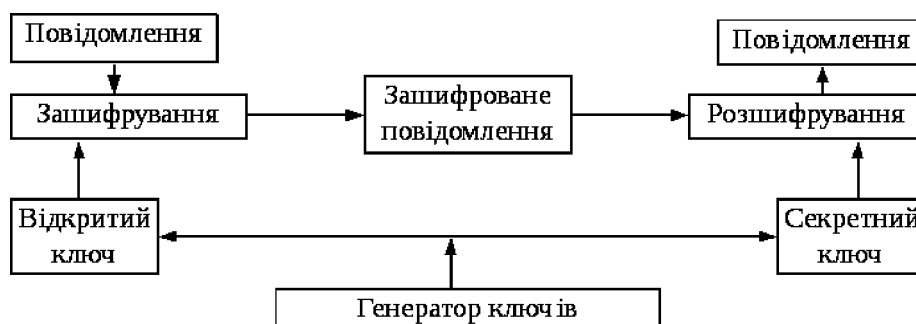 Повідомлення
Повідомлення
Зашифрування
Зашифроване
повідомлення
Розшифрування
Відкритий
ключ
Секретний
ключ
Генератор ключів